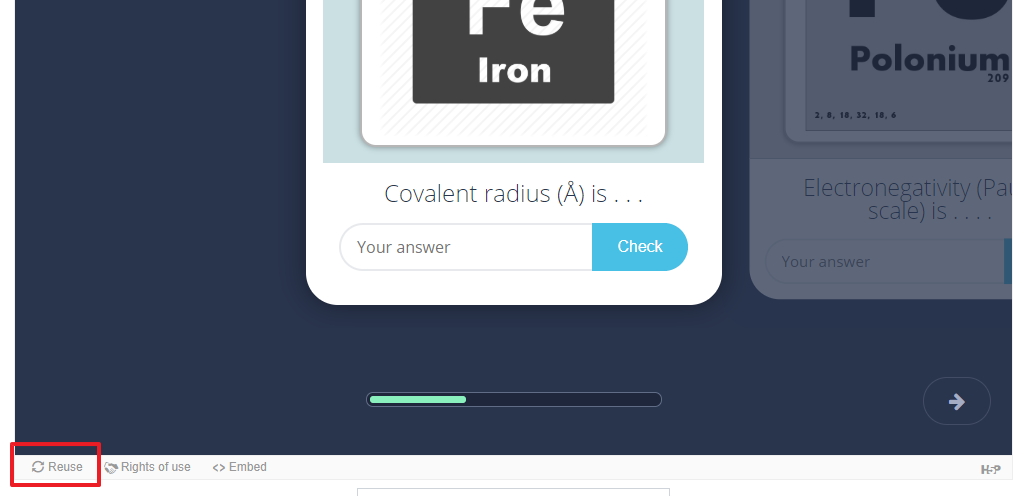 Fe
Iron
Polonium
209
2, 8, 18, 32, 18, 6
Covalent radius (Å) is . . .
Your answer
Check
Electronegativity (Pau
scale) is . . . .
Your answer
Reuse
Rights of use
<> Embed
H-P